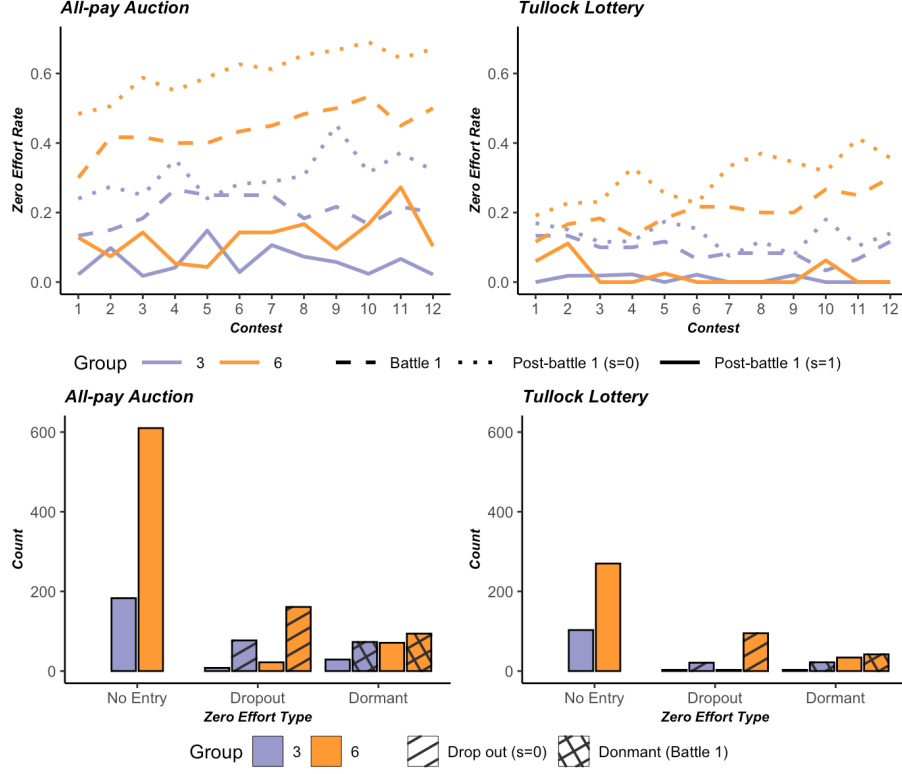 All-pay Auction
Tullock Lottery
Zero Effort Rate
0.6
0.4
0.2
0.0
1 2 3 4 5 6 7 8 9 10 11 12
Contest
Zero Effort Rate
0.6
0.4
0.2
0.0
1 2 3 4 5 6 7 8 9 10 11 12
Contest
Group 3 6 Battle 1 Post-battle 1 (s=0) Post-battle 1 (s=1)
All-pay Auction
Tullock Lottery
Count
600
400
200
0
No Entry Dropout Dormant
Zero Effort Type
Count
600
400
200
0
No Entry Dropout Dormant
Zero Effort Type
Group 3 6 Drop out (s=0) Donmant (Battle 1)